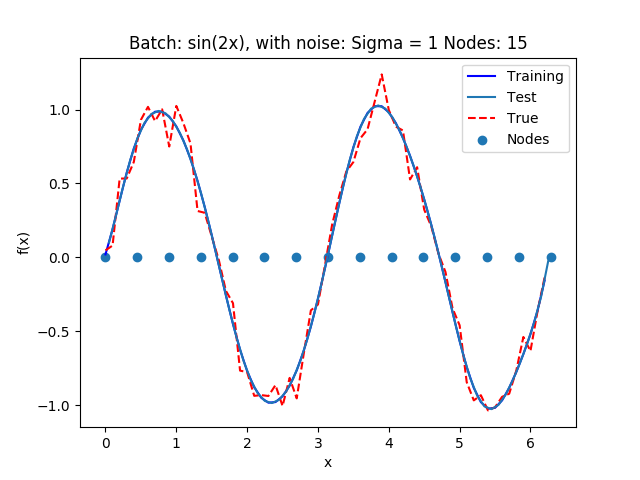 Batch: sin(2x), with noise: Sigma = 1 Nodes: 15
Training
Test
True
Nodes
f(x)
1.0
0.5
0.0
−0.5
−1.0
0 1 2 3 4 5 6
x